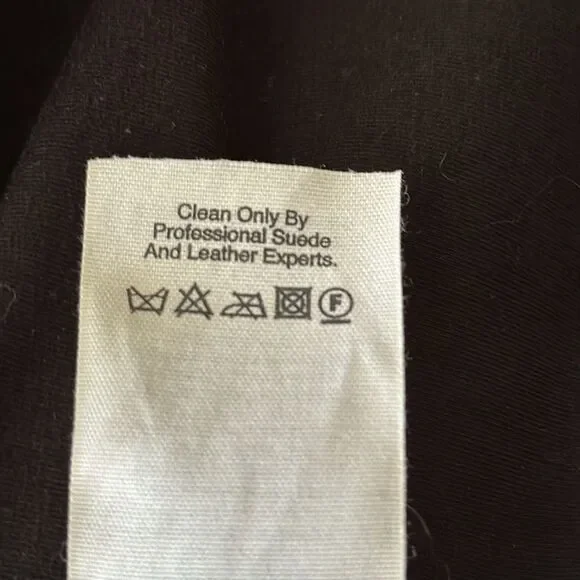 Clean Only By
Professional Suede
And Leather Experts.
F